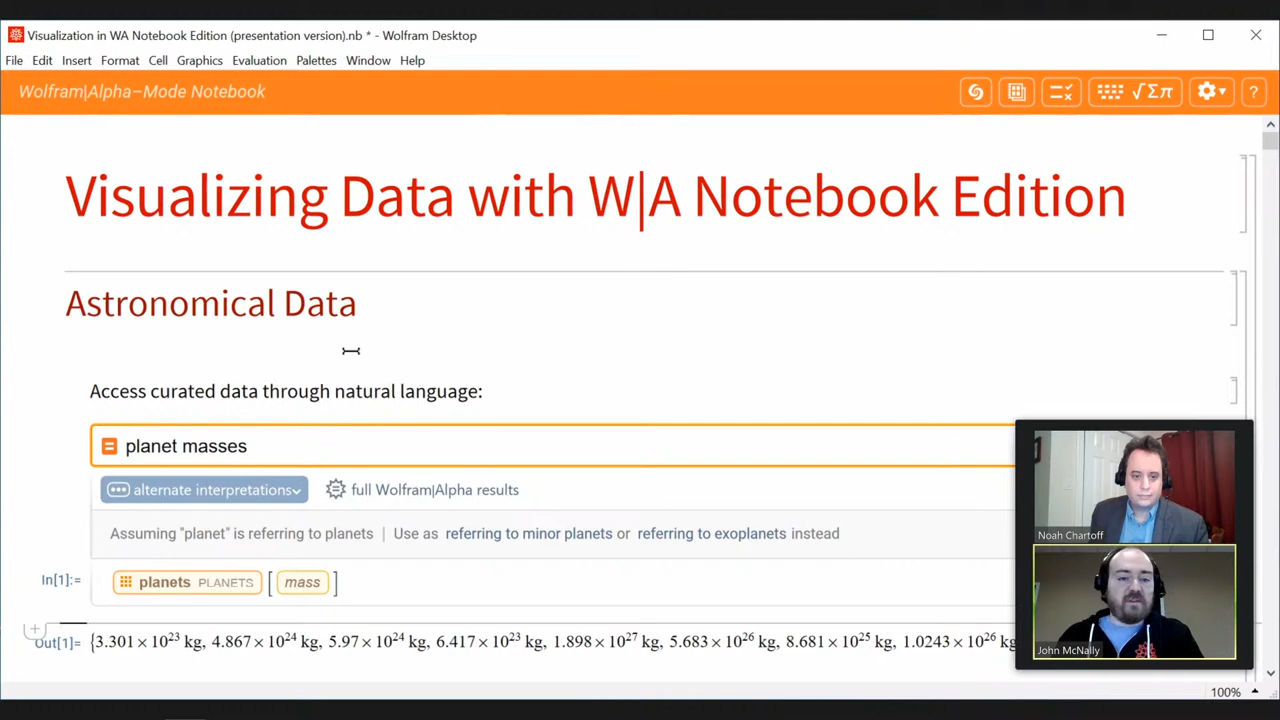 Visualization in WA Notebook Edition (presentation version).nb * - Wolfram Desktop
File Edit Insert Format Cell Graphics Evaluation Palettes Window Help
Wolfram|Alpha-Mode Notebook
√Σπ
?
Visualizing Data with W|A Notebook Edition
Astronomical Data
Access curated data through natural language:
planet masses
alternate interpretations
full Wolfram|Alpha results
Assuming "planet" is referring to planets | Use as referring to minor planets or referring to exoplanets instead
In[1]:= planets PLANETS [ mass ]
Out[1]= {3.301×10²³ kg, 4.867×10²⁴ kg, 5.97×10²⁴ kg, 6.417×10²³ kg, 1.898×10²⁷ kg, 5.683×10²⁶ kg, 8.681×10²⁵ kg, 1.0243×10²⁶ kg
Noah Chartoff
John McNally
100%